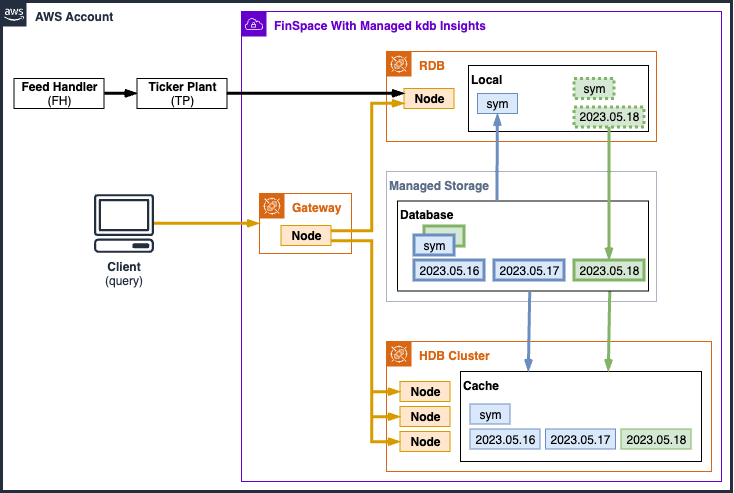 aws
AWS Account
FinSpace With Managed kdb Insights
RDB
Feed Handler
(FH)
Ticker Plant
(TP)
Node
Local
sym
sym
2023.05.18
Managed Storage
Database
sym
2023.05.16
2023.05.17
2023.05.18
Gateway
Node
Client
(query)
HDB Cluster
Node
Node
Node
Cache
sym
2023.05.16
2023.05.17
2023.05.18